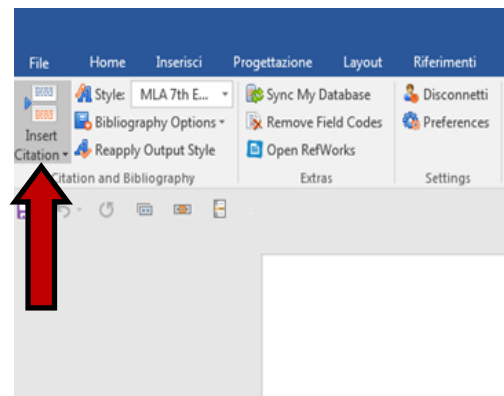 File Home Inserisci Progettazione Layout Riferimenti
Style: MLA 7th E...
Sync My Database
Disconnetti
Insert Citation
Bibliography Options
Remove Field Codes
Preferences
Reapply Output Style
Open RefWorks
tation and Bibliography
Extras
Settings